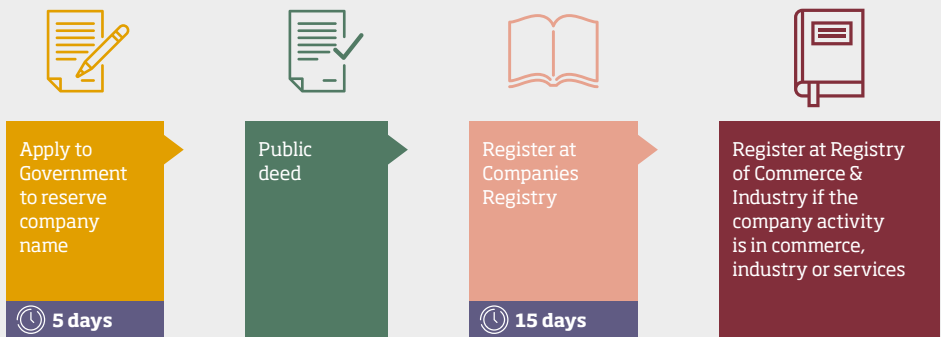 Apply to
Government
to reserve
company
name
5 days
Public
deed
Register at
Companies
Registry
15 days
Register at Registry
of Commerce &
Industry if the
company activity
is in commerce,
industry or services